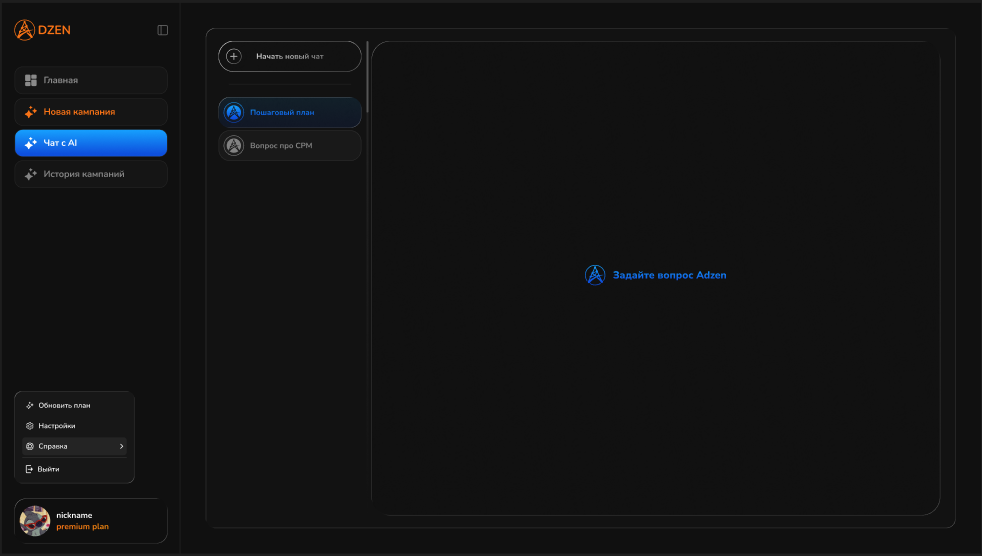 DZEN
Главная
Новая кампания
Чат с AI
История кампаний
Обновить план
Настройки
Справка
Выйти
nickname
premium plan
Начать новый чат
Пошаговый план
Вопрос про CPM
Задайте вопрос Adzen